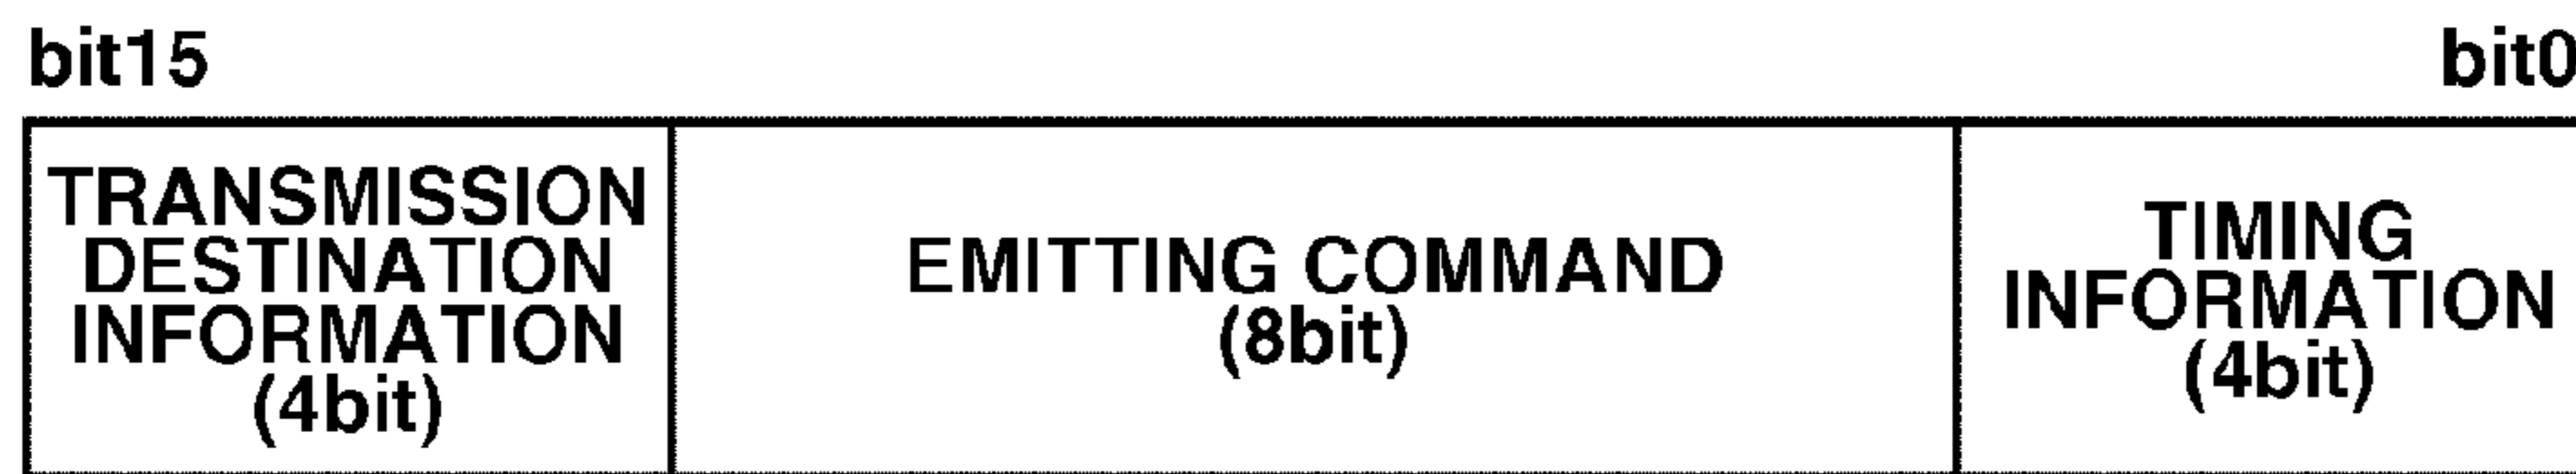 bit15 bit0
TRANSMISSION
DESTINATION
INFORMATION
(4bit)
EMITTING COMMAND
(8bit)
TIMING
INFORMATION
(4bit)